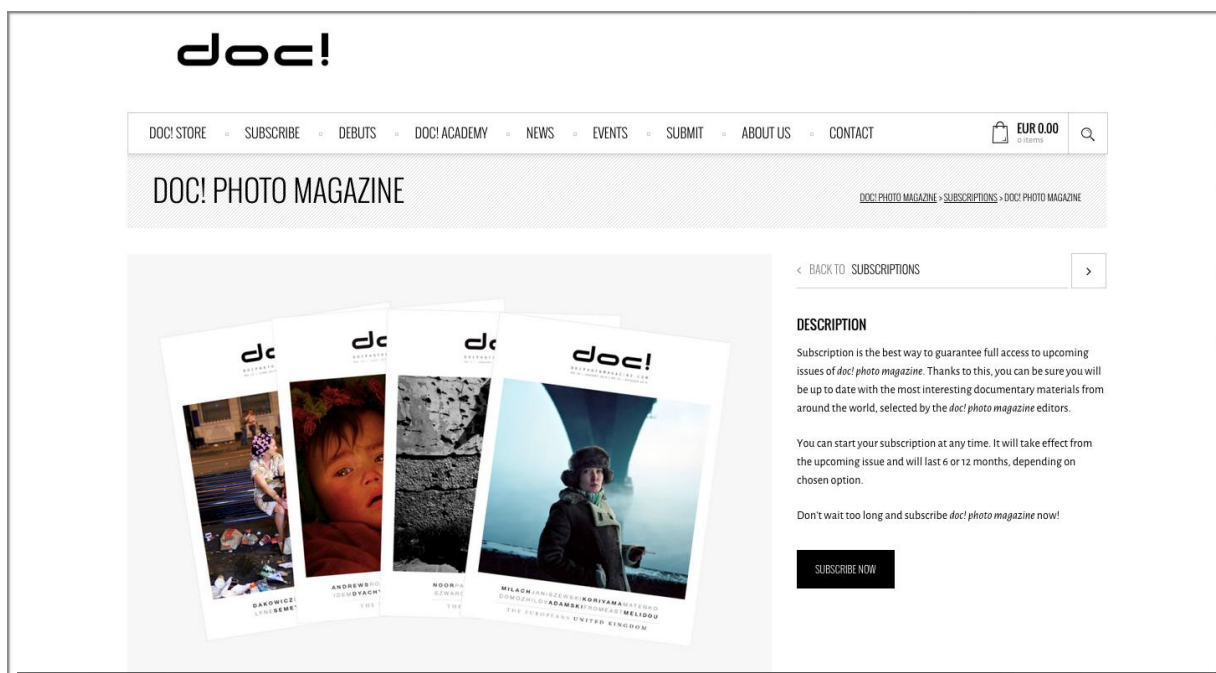 doc!
DOC! STORE SUBSCRIBE DEBUTS DOC! ACADEMY NEWS EVENTS SUBMIT ABOUT US CONTACT EUR 0.00
0 items
DOC! PHOTO MAGAZINE
DOC! PHOTO MAGAZINE > SUBSCRIPTIONS > DOC! PHOTO MAGAZINE
< BACK TO SUBSCRIPTIONS >
DESCRIPTION
Subscription is the best way to guarantee full access to upcoming
issues of doc! photo magazine. Thanks to this, you can be sure you will
be up to date with the most interesting documentary materials from
around the world, selected by the doc! photo magazine editors.
You can start your subscription at any time. It will take effect from
the upcoming issue and will last 6 or 12 months, depending on
chosen option.
Don't wait too long and subscribe doc! photo magazine now!
SUBSCRIBE NOW
doc!
DOCPHOTOMAGAZINE.COM
MILACHJANISZEWSKIKORIYAMAMATENKO
DOMOZHILOVADAMSKIFROMEASTMELIDOU
THE EUROPEANS UNITED KINGDOM